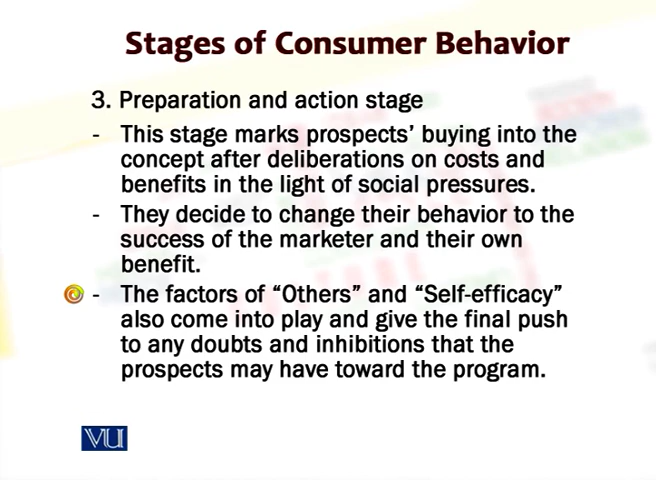 Stages of Consumer Behavior
3. Preparation and action stage
- This stage marks prospects’ buying into the
concept after deliberations on costs and
benefits in the light of social pressures.
- They decide to change their behavior to the
success of the marketer and their own
benefit.
- The factors of “Others” and “Self-efficacy”
also come into play and give the final push
to any doubts and inhibitions that the
prospects may have toward the program.
VU